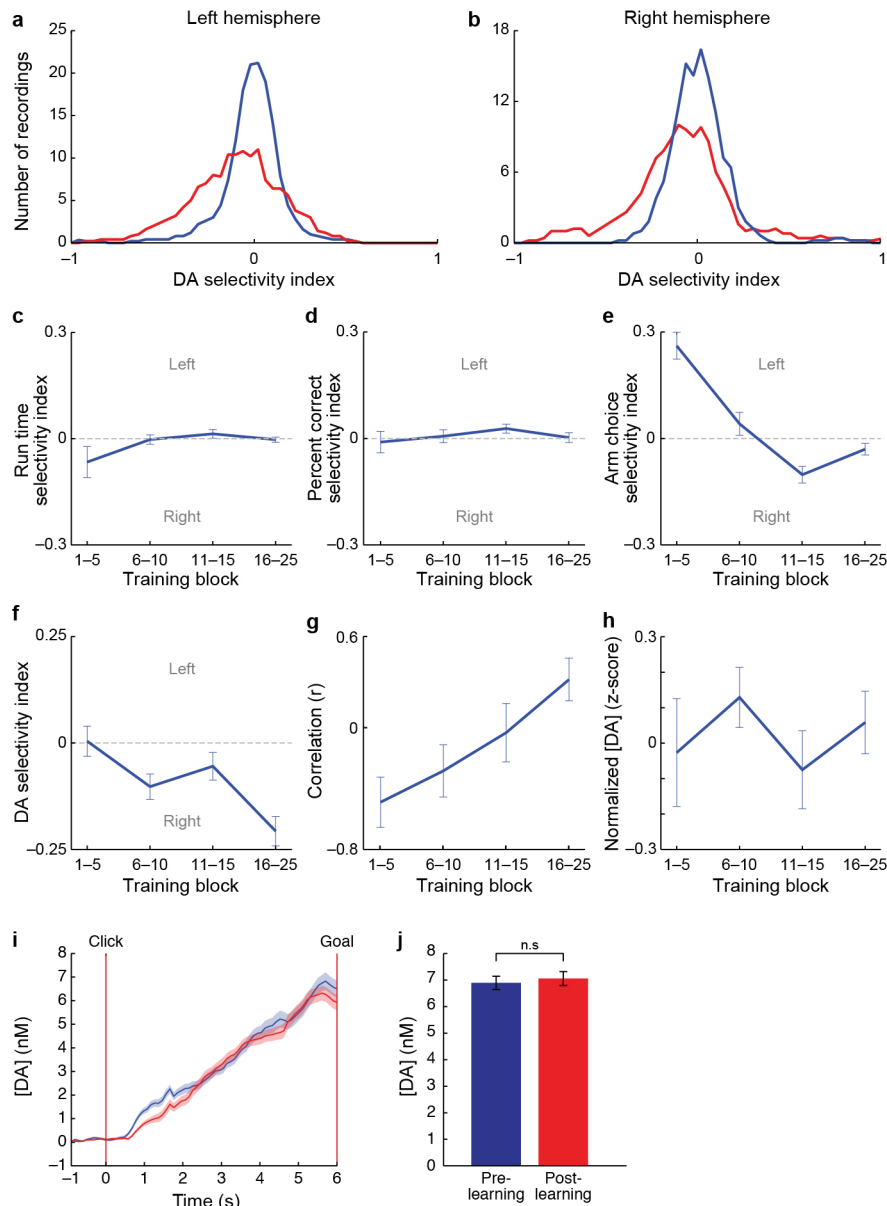 a
Left hemisphere
25
20
15
10
5
0
Number of recordings
–1
0
1
DA selectivity index
b
Right hemisphere
18
12
6
0
–1
0
1
DA selectivity index
c
0.3
0
–0.3
Run time
selectivity index
Left
Right
1–5
6–10
11–15
16–25
Training block
d
0.3
0
–0.3
Percent correct
selectivity index
Left
Right
1–5
6–10
11–15
16–25
Training block
e
0.3
0
–0.3
Arm choice
selectivity index
Left
Right
1–5
6–10
11–15
16–25
Training block
f
0.25
0
–0.25
DA selectivity index
Left
Right
1–5
6–10
11–15
16–25
Training block
g
0.6
0
–0.8
Correlation (r)
1–5
6–10
11–15
16–25
Training block
h
0.3
0
–0.3
Normalized [DA] (z-score)
1–5
6–10
11–15
16–25
Training block
i
Click
Goal
8
7
6
5
4
3
2
1
0
–1
[DA] (nM)
–1
0
1
2
3
4
5
6
Time (s)
j
n.s
8
7
6
5
4
3
2
1
0
[DA] (nM)
Pre-
learning
Post-
learning